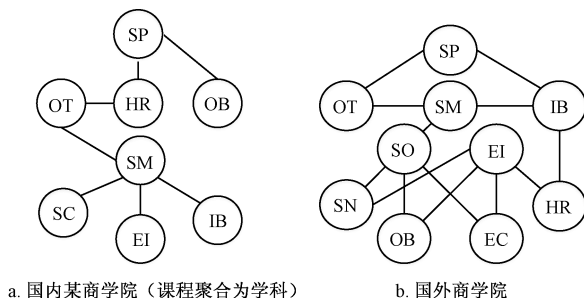 SP
OT HR OB
SM
SC EI IB
a. 国内某商学院（课程聚合为学科）
SP
OT SM IB
SO EI
SN OB EC HR
b. 国外商学院